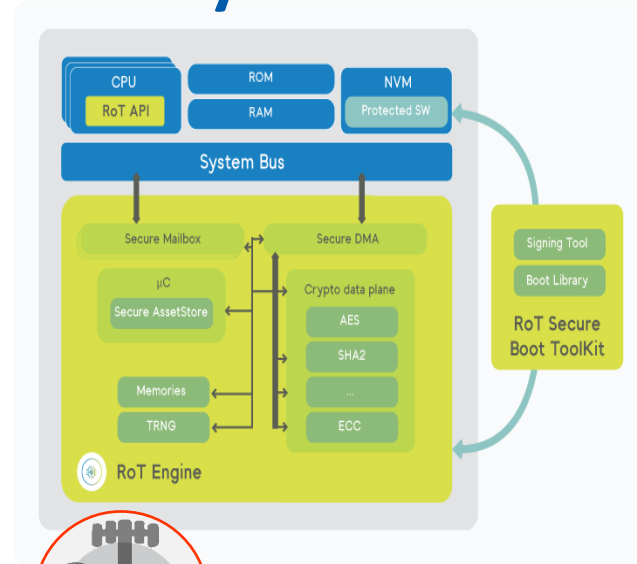 CPU
RoT API
ROM
RAM
NVM
Protected SW
System Bus
Secure Mailbox
Secure DMA
µC
Secure AssetStore
Crypto data plane
AES
SHA2
...
ECC
Memories
TRNG
RoT Engine
Signing Tool
Boot Library
RoT Secure
Boot ToolKit